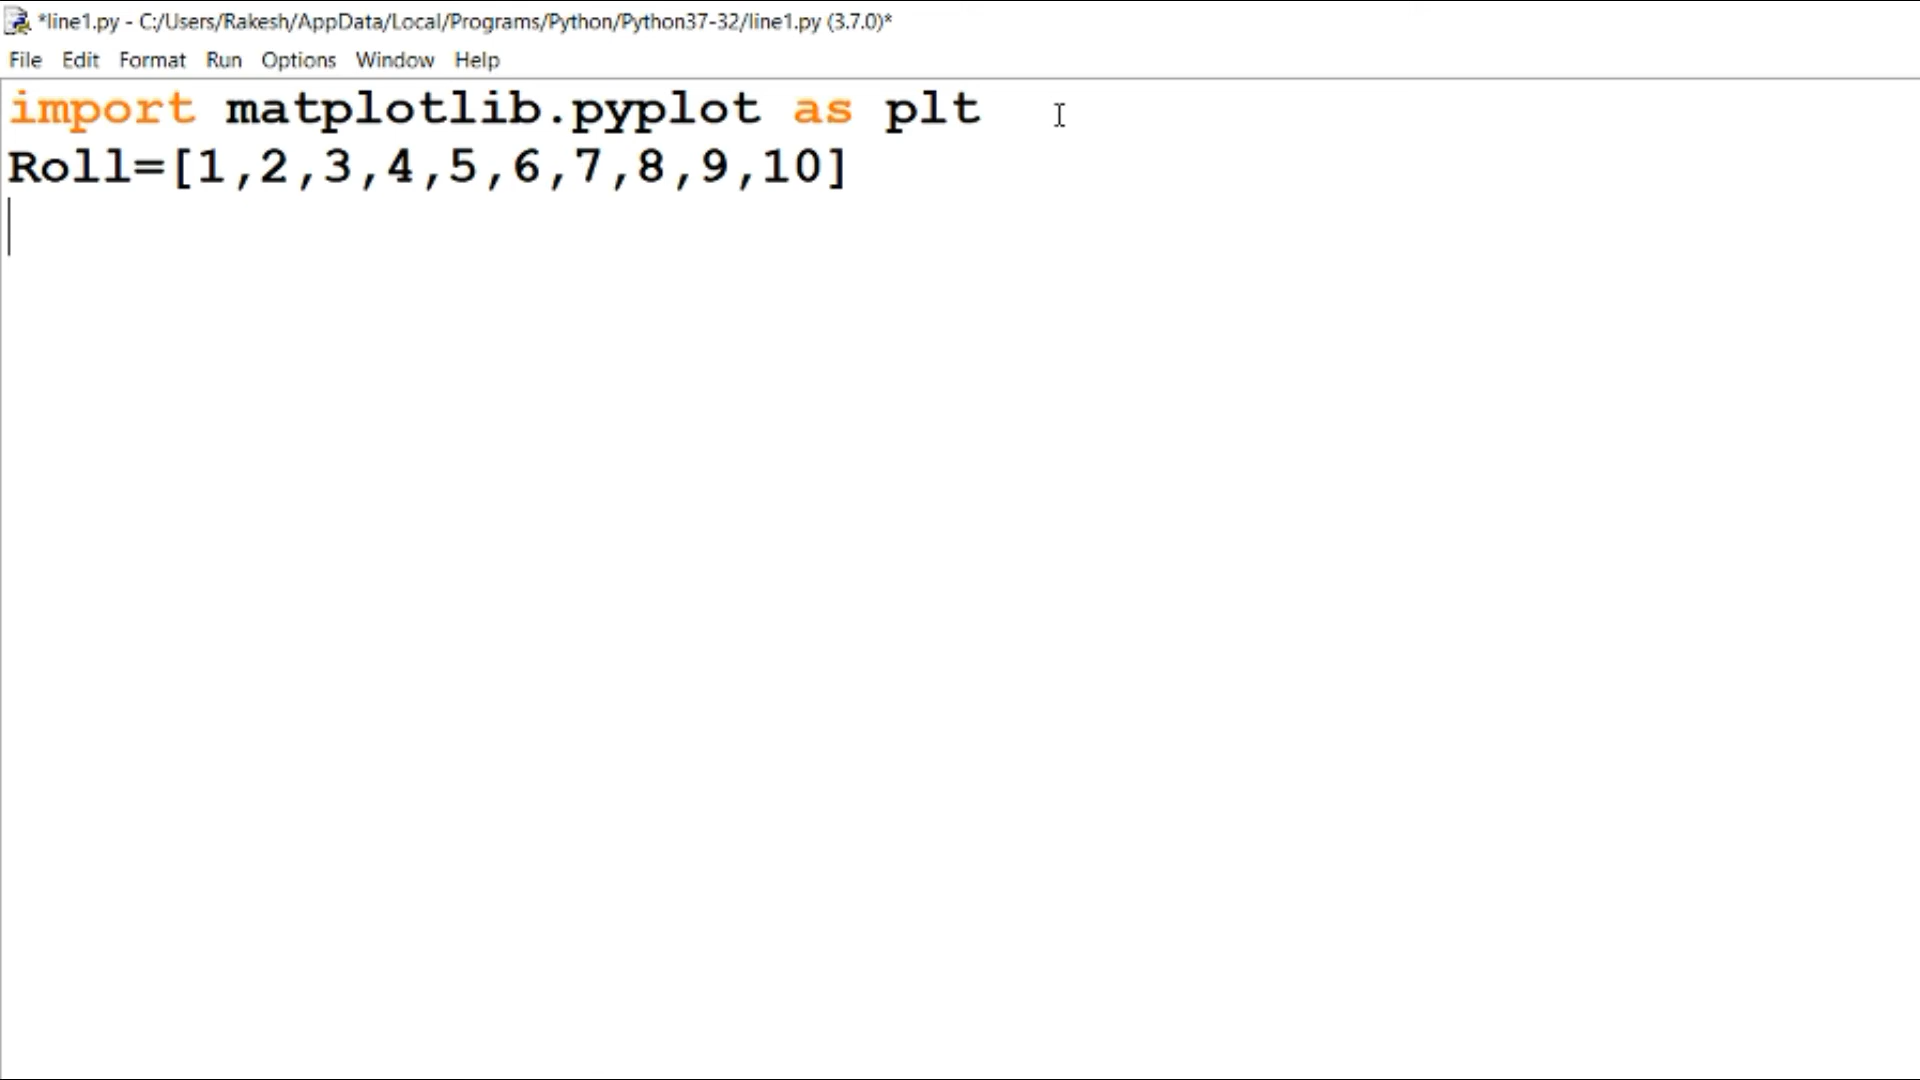 *line1.py - C:/Users/Rakesh/AppData/Local/Programs/Python/Python37-32/line1.py (3.7.0)*
File Edit Format Run Options Window Help
import matplotlib.pyplot as plt
Roll=[1,2,3,4,5,6,7,8,9,10]